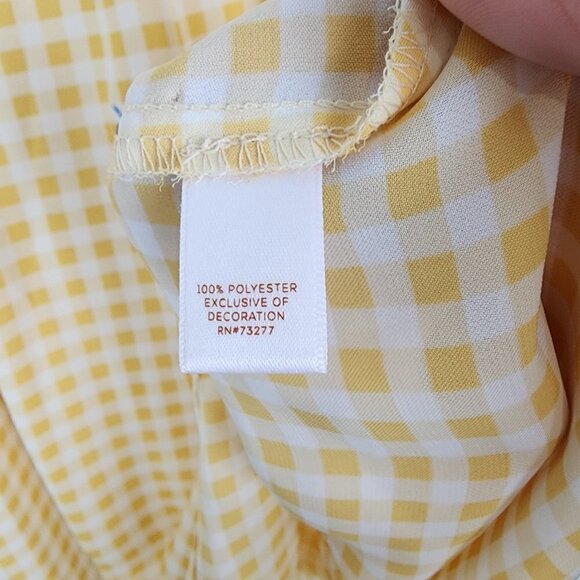 100% POLYESTER
EXCLUSIVE OF
DECORATION
RN#73277